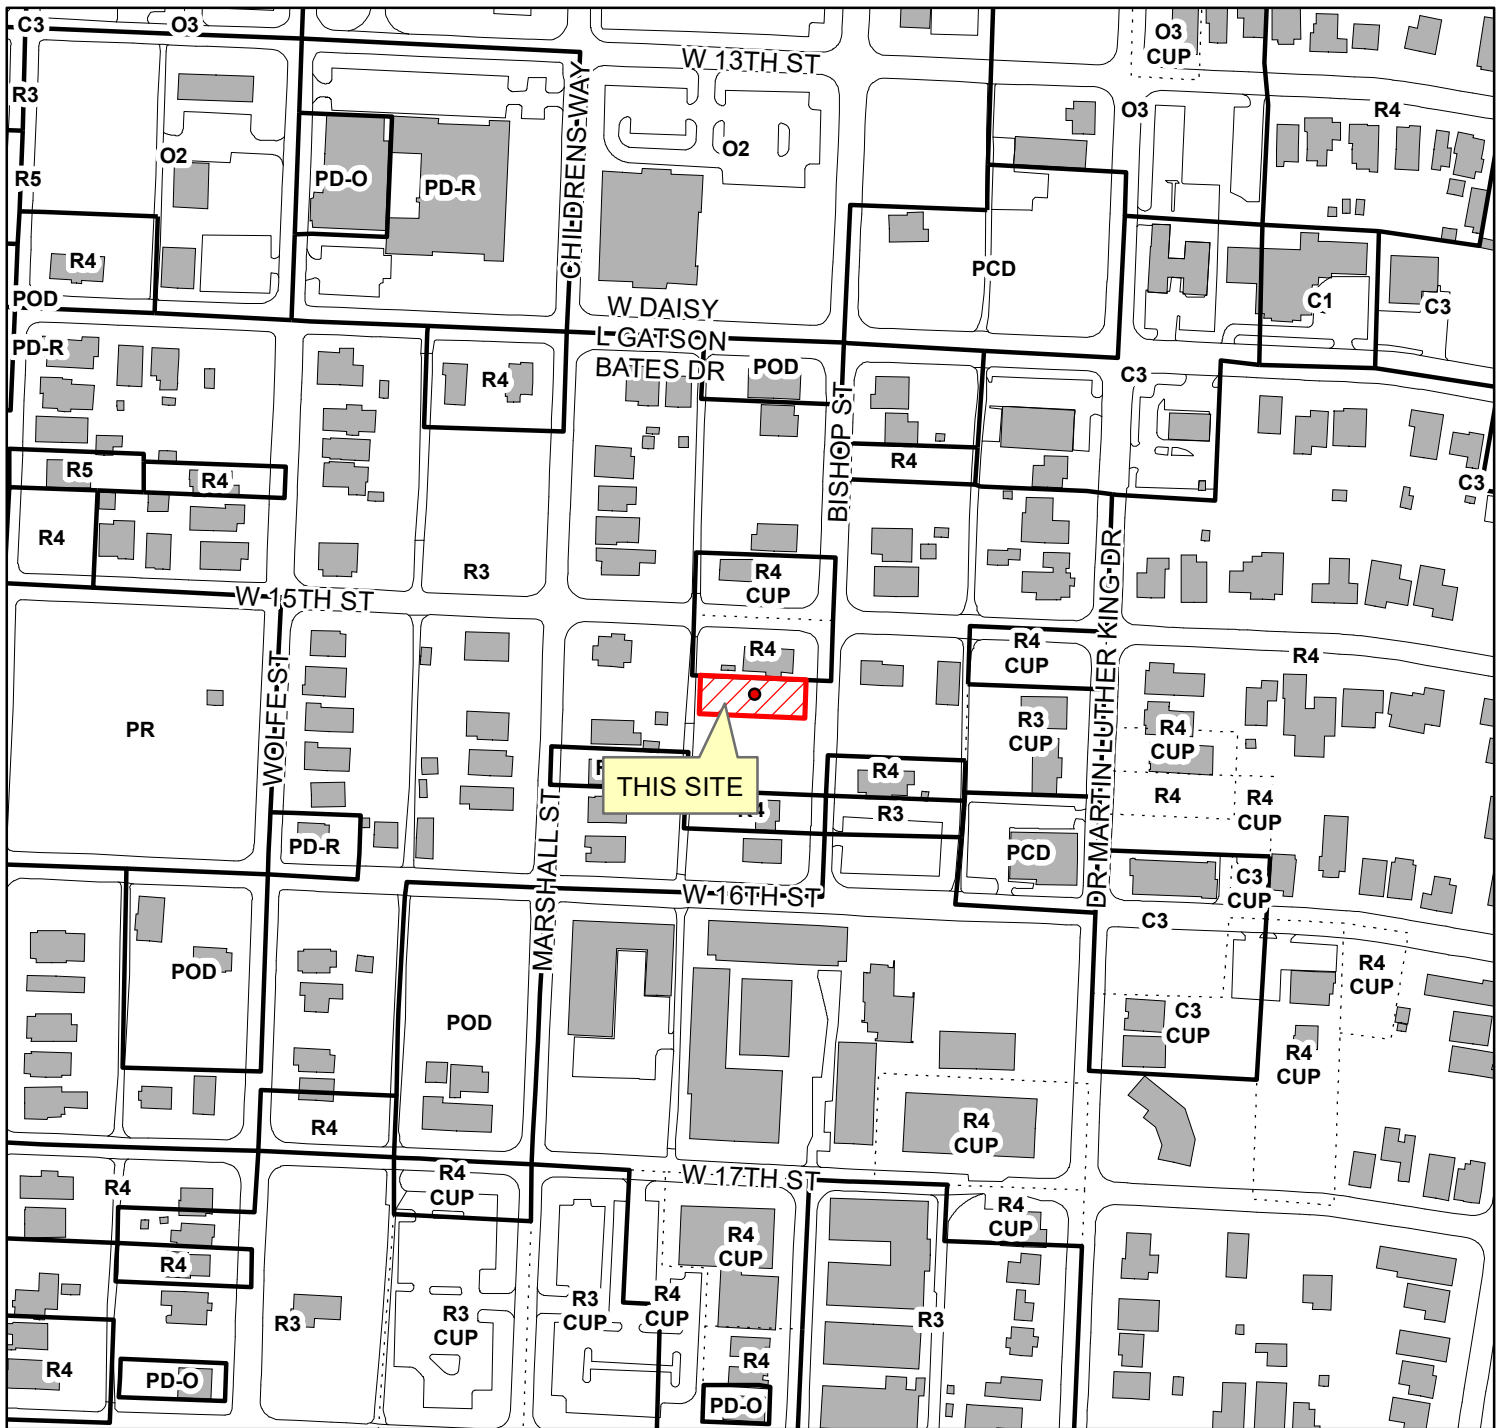 C3
O3
W 13TH ST
O3
CUP
R3
O3
R4
CHILDRENS WAY
O2
O2
R5
PD-O
PD-R
R4
PCD
POD
W DAISY
L GATSON
BATES DR
C1
C3
PD-R
R4
POD
C3
BISHOP ST
R5
R4
R4
C3
R4
R3
R4
CUP
DR MARTIN LUTHER KING DR
W 15TH ST
R4
R4
CUP
R4
WOLFE ST
PR
R3
CUP
R4
CUP
THIS SITE
R4
R4
R4
R4
CUP
R3
MARSHALL ST
PD-R
PCD
W 16TH ST
C3
CUP
C3
POD
R4
CUP
POD
C3
CUP
R4
CUP
R4
R4
CUP
R4
R4
CUP
W 17TH ST
R4
CUP
R4
CUP
R4
R3
R3
CUP
R3
CUP
R4
CUP
R3
R4
R4
PD-O
PD-O